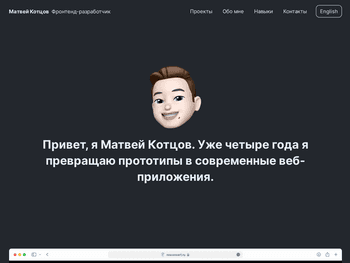 Матвей Котцов Фронтенд-разработчик
Проекты Обо мне Навыки Контакты English
Привет, я Матвей Котцов. Уже четыре года я
превращаю прототипы в современные веб-
приложения.